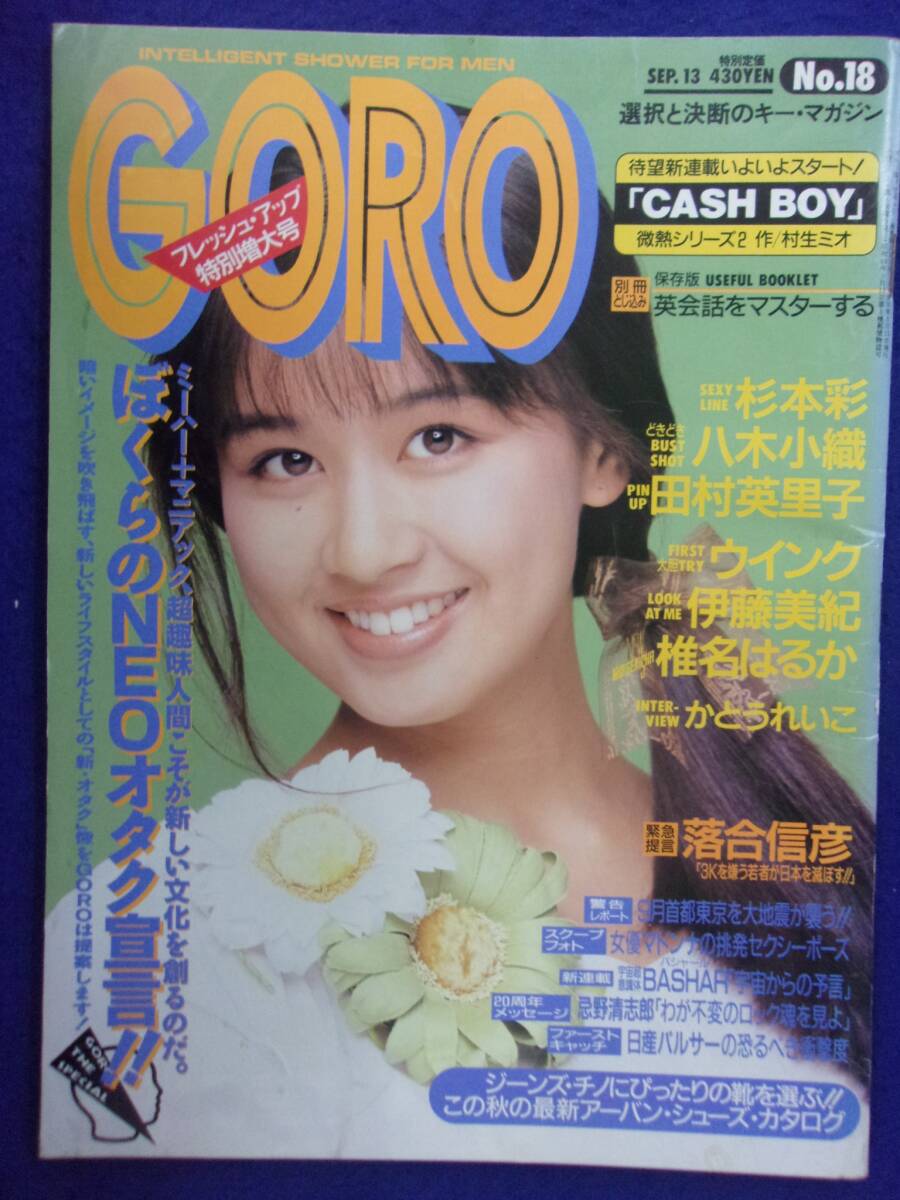 INTELLIGENT SHOWER FOR MEN
GORO
フレッシュ・アップ
特別増大号
特別定価
SEP. 13 430YEN No.18
選択と決断のキー・マガジン
待望新連載いよいよスタート!
「CASH BOY」
微熱シリーズ2 作/村生ミオ
別冊
とじ込み
保存版 USEFUL BOOKLET
英会話をマスターする
SEXY
LINE 杉本彩
どきどき
BUST
SHOT 八木小織
PIN
UP 田村英里子
FIRST
大胆TRY ウインク
LOOK
AT ME 伊藤美紀
椎名はるか
INTER-
VIEW かとうれいこ
緊急
提言 落合信彦
「3Kを嫌う若者が日本を滅ぼす!!」
警告
レポート 9月首都東京を大地震が襲う!!
スクープ
フォト 女優マドンナの挑発セクシーポーズ
新連載
バシャール
BASHAR「宇宙からの予言」
20周年
メッセージ 忌野清志郎「わが不変のロック魂を見よ」
ファースト
キャッチ 日産パルサーの恐るべき衝撃度
ジーンズ・チノにぴったりの靴を選ぶ!!
この秋の最新アーバン・シューズ・カタログ
ミーハー+マニアック、超趣味人間こそが新しい文化を創るのだ。
ぼくらのNEOオタク宣言!!
暗いイメージを吹き飛ばす、新しいライフスタイルとしての「新・オタク」像をGOROは提案します!
GORO
THE
SPECIAL